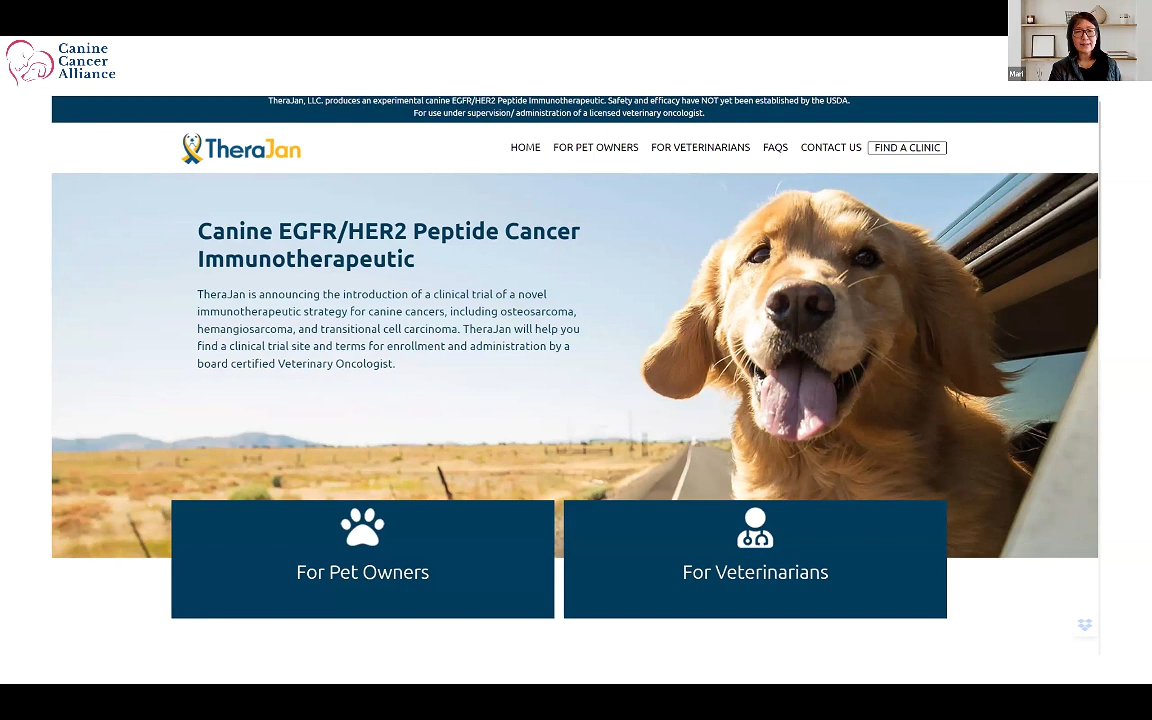 Canine
Cancer
Alliance
Mari
TheraJan, LLC. produces an experimental canine EGFR/HER2 Peptide Immunotherapeutic. Safety and efficacy have NOT yet been established by the USDA.
For use under supervision/ administration of a licensed veterinary oncologist.
TheraJan
HOME FOR PET OWNERS FOR VETERINARIANS FAQS CONTACT US FIND A CLINIC
Canine EGFR/HER2 Peptide Cancer
Immunotherapeutic
TheraJan is announcing the introduction of a clinical trial of a novel
immunotherapeutic strategy for canine cancers, including osteosarcoma,
hemangiosarcoma, and transitional cell carcinoma. TheraJan will help you
find a clinical trial site and terms for enrollment and administration by a
board certified Veterinary Oncologist.
For Pet Owners
For Veterinarians